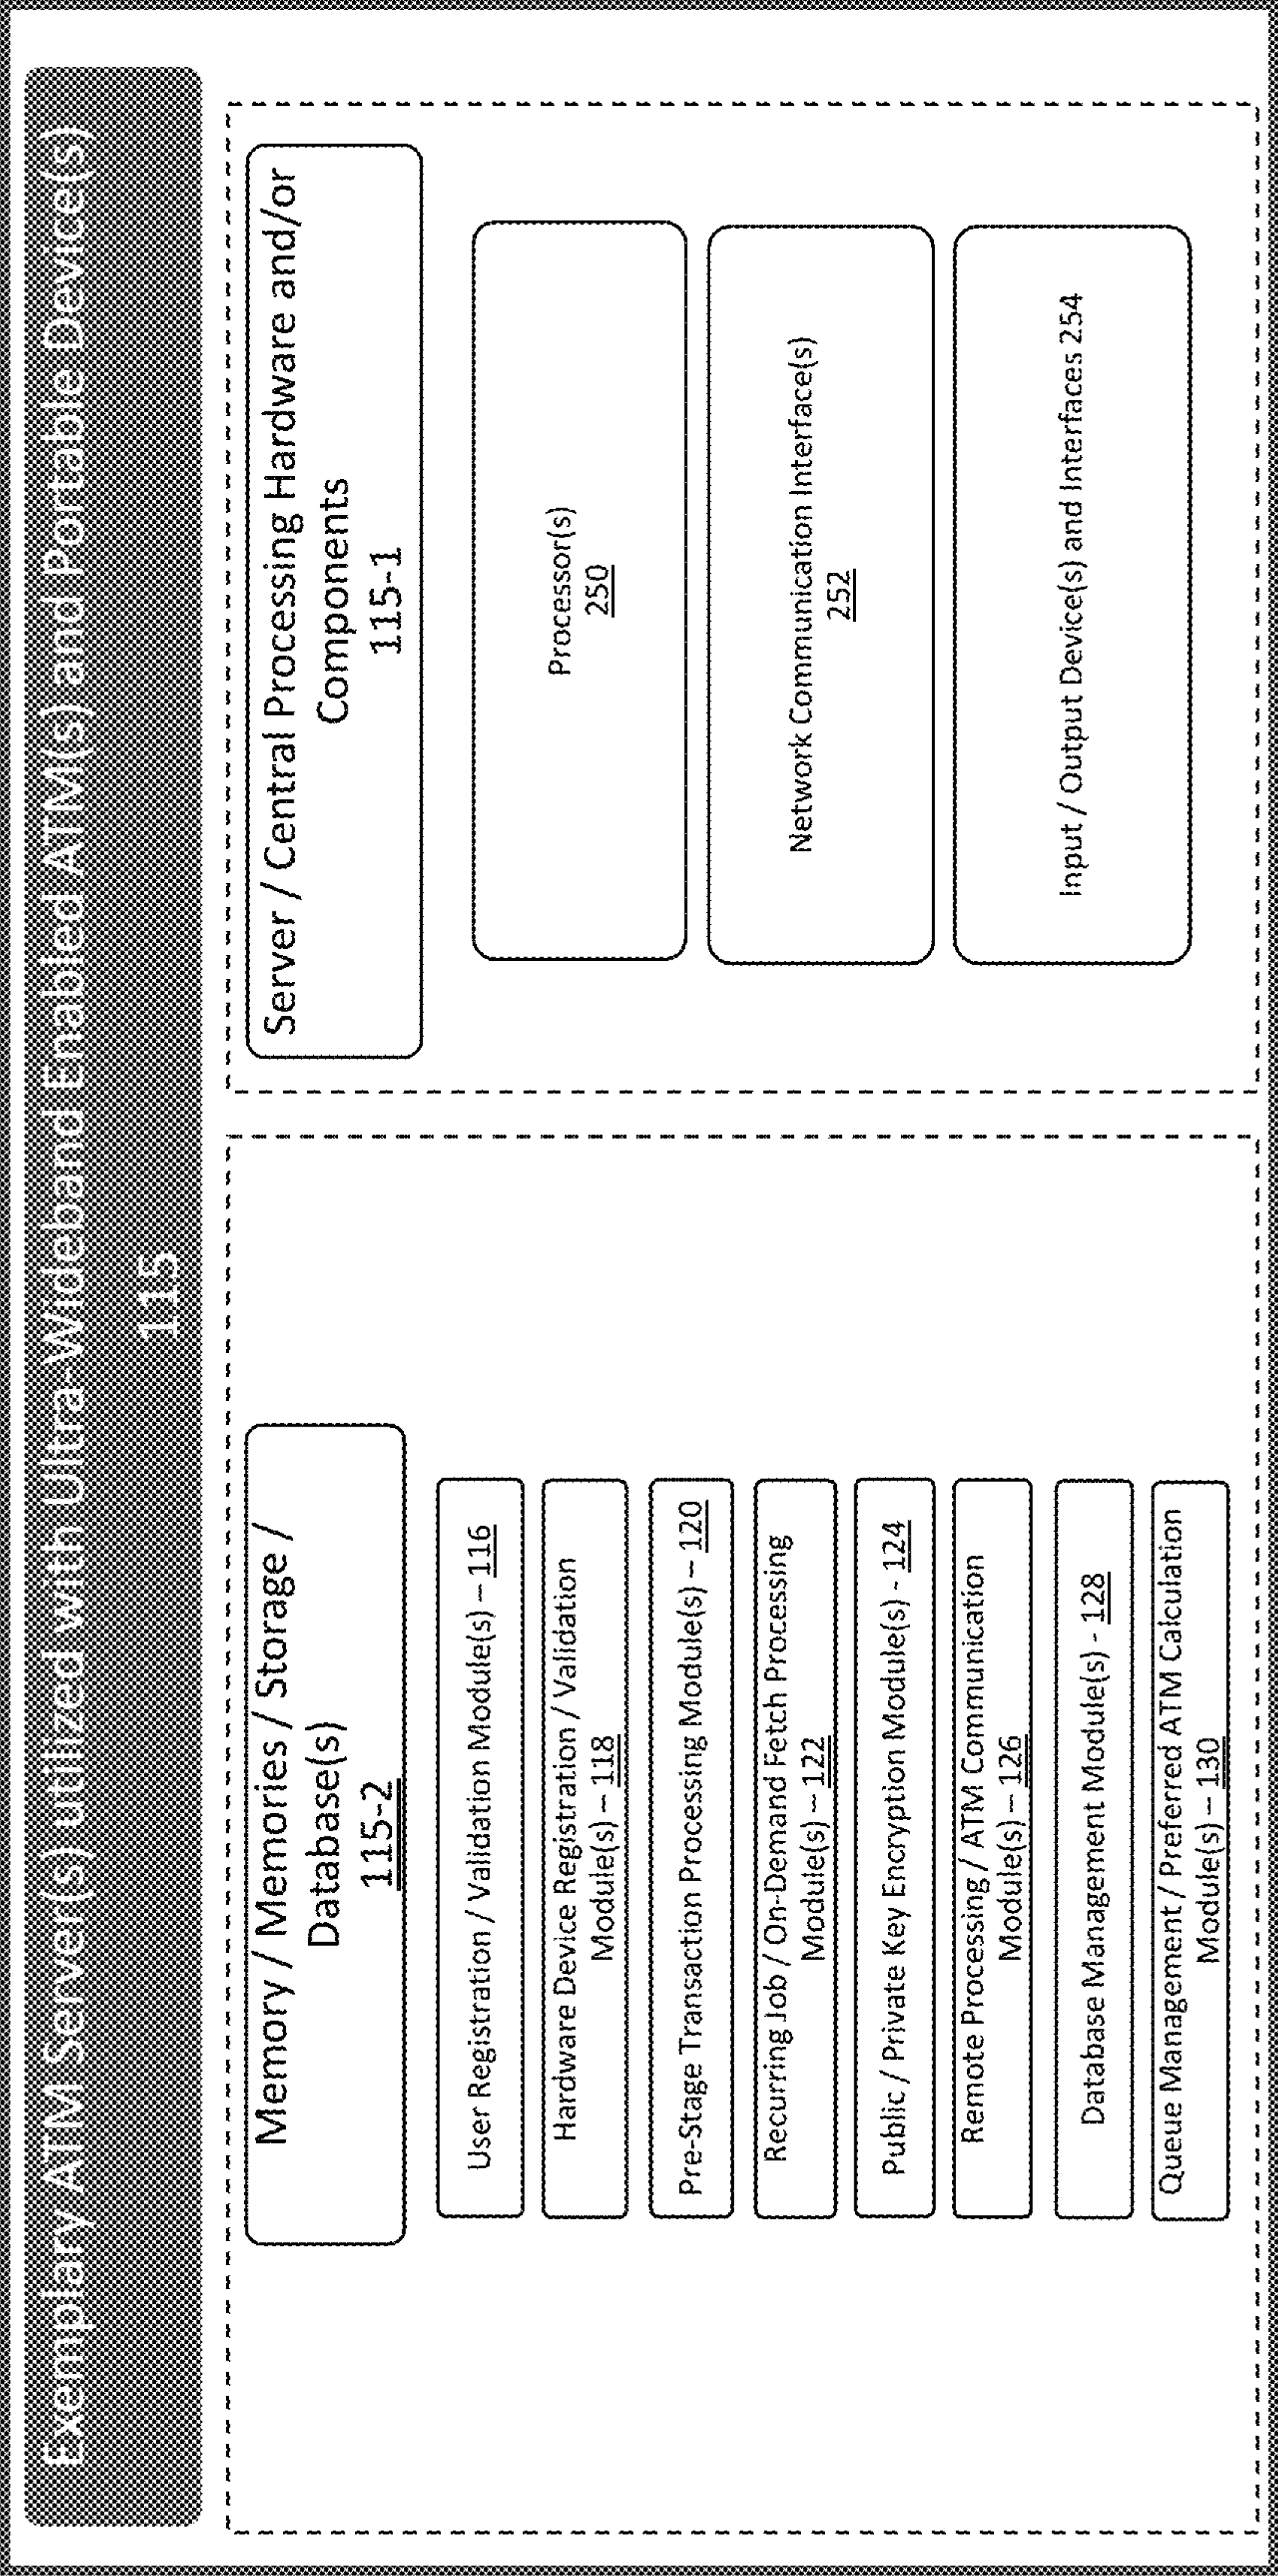 Exemplary ATM Server(s) utilized with Ultra-Wideband Enabled ATM(s) and Portable Device(s)
115
Memory / Memories / Storage /
Database(s)
115-2
User Registration / Validation Module(s) – 116
Hardware Device Registration / Validation
Module(s) – 118
Pre-Stage Transaction Processing Module(s) – 120
Recurring Job / On-Demand Fetch Processing
Module(s) – 122
Public / Private Key Encryption Module(s) - 124
Remote Processing / ATM Communication
Module(s) – 126
Database Management Module(s) - 128
Queue Management / Preferred ATM Calculation
Module(s) – 130
Server / Central Processing Hardware and/or
Components
115-1
Processor(s)
250
Network Communication Interface(s)
252
Input / Output Device(s) and Interfaces 254